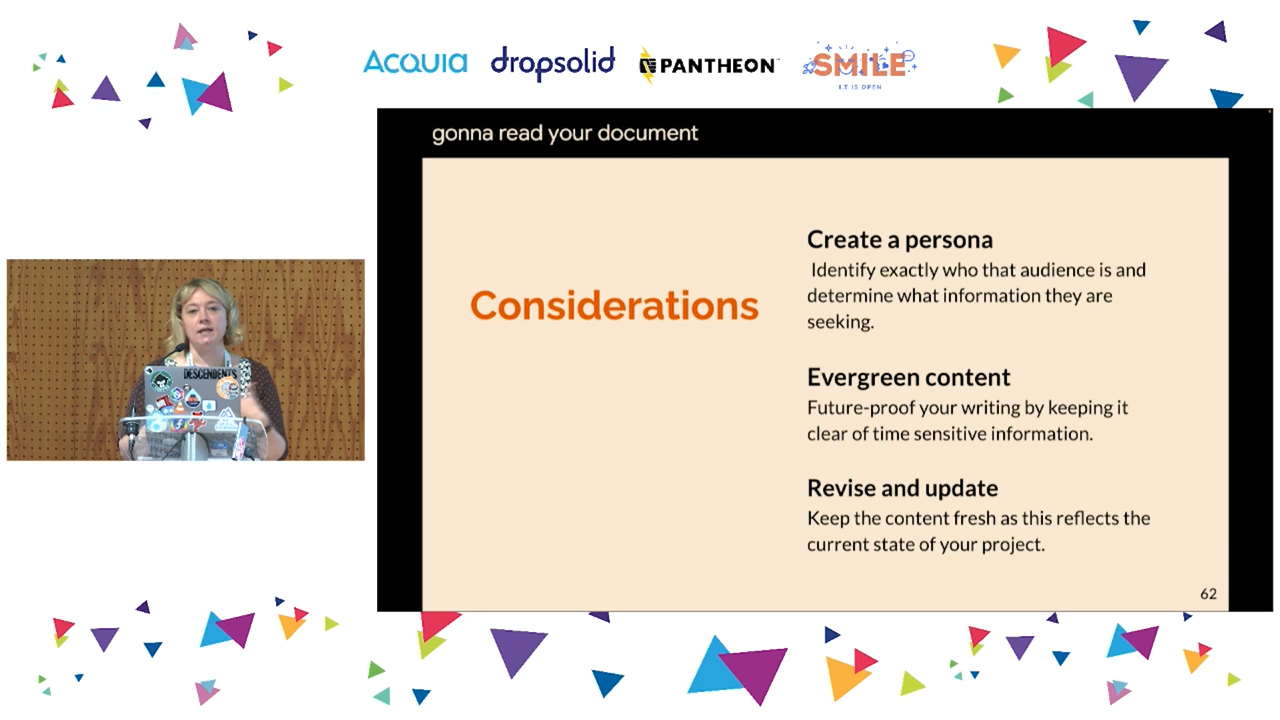 ACQUIA dropsolid PANTHEON SMILE
I.T IS OPEN
gonna read your document
Considerations
Create a persona
Identify exactly who that audience is and
determine what information they are
seeking.
Evergreen content
Future-proof your writing by keeping it
clear of time sensitive information.
Revise and update
Keep the content fresh as this reflects the
current state of your project.
62
DESCENDENTS